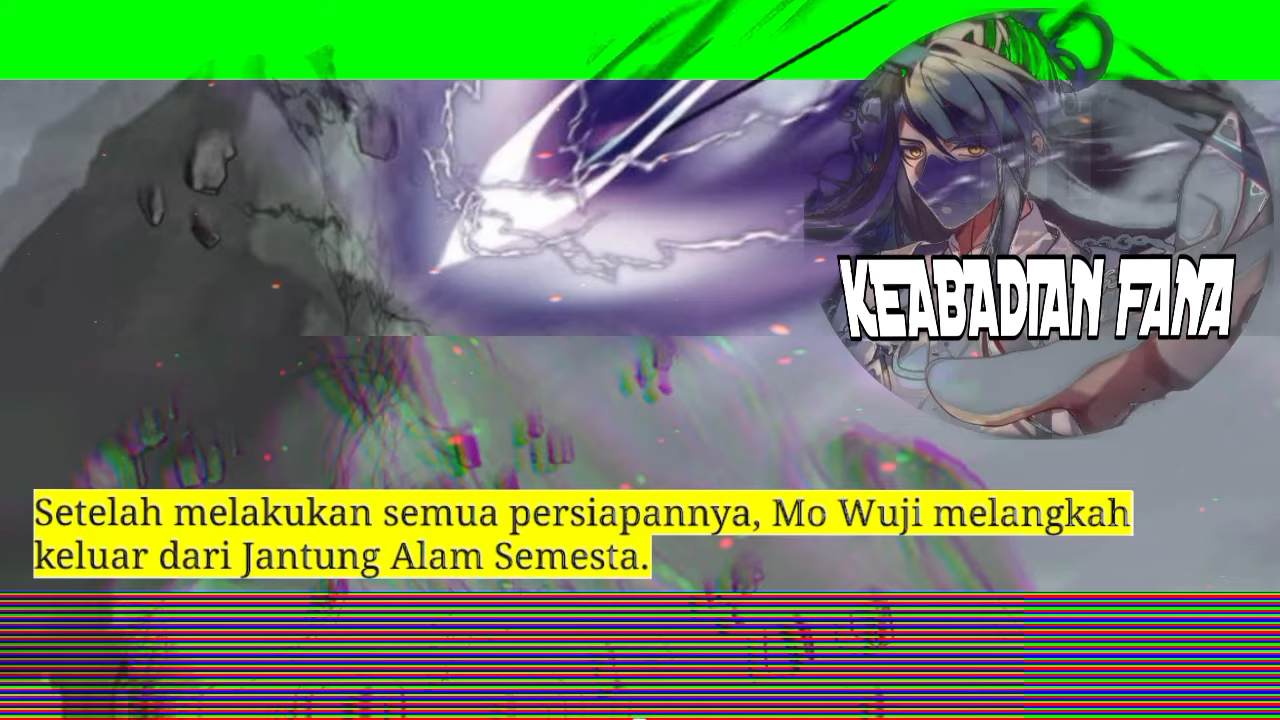 KEABADIAN FANA
Setelah melakukan semua persiapannya, Mo Wuji melangkah
keluar dari Jantung Alam Semesta.